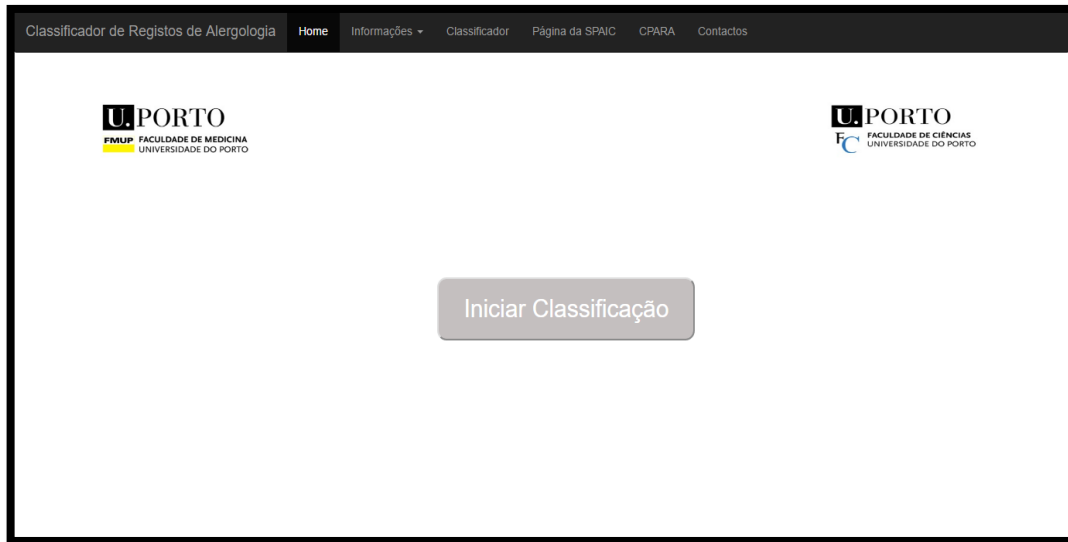 Classificador de Registos de Alergologia Home Informações Classificador Página da SPAIC CPARA Contactos
U. PORTO
FMUP FACULDADE DE MEDICINA
UNIVERSIDADE DO PORTO
U. PORTO
FC FACULDADE DE CIÊNCIAS
UNIVERSIDADE DO PORTO
Iniciar Classificação